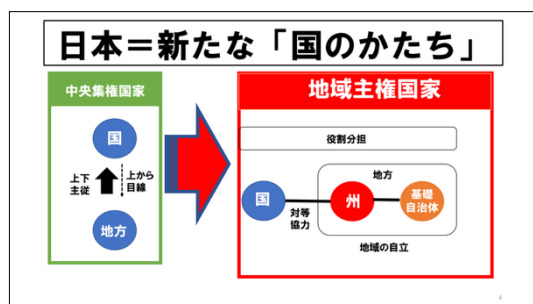 日本＝新たな「国のかたち」
中央集権国家
国
上下
主従
上から
目線
地方
地域主権国家
役割分担
地方
国
対等
協力
州
基礎
自治体
地域の自立
4